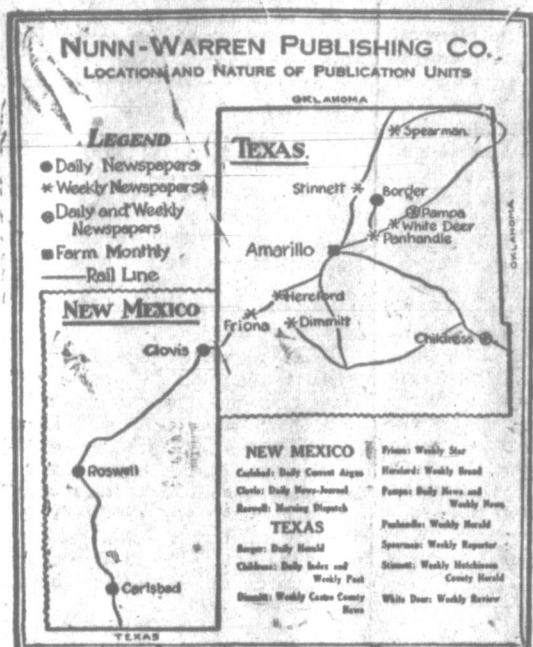 NUNN-WARREN PUBLISHING CO.
LOCATION AND NATURE OF PUBLICATION UNITS
OKLAHOMA
LEGEND
Daily Newspapers
Weekly Newspapers
Daily and Weekly
Newspapers
Farm Monthly
Rail Line
TEXAS.
Spearman
Stinnett
Border
Pampa
White Deer
Panhandle
OKLAHOMA
Amarillo
Hereford
Friona
Dimmitt
Childress
NEW MEXICO
Clovis
Roswell
Carlsbad
TEXAS
NEW MEXICO
Carlsbad: Daily Current Argus
Clovis: Daily News-Journal
Roswell: Morning Dispatch
TEXAS
Borger: Daily Herald
Childress: Daily Index and
Weekly Post
Dimmitt: Weekly Castro County
News
Friona: Weekly Star
Hereford: Weekly Brand
Pampa: Daily News and
Weekly News
Panhandle: Weekly Herald
Spearman: Weekly Reporter
Stinnett: Weekly Hutchinson
County Herald
White Deer: Weekly Review